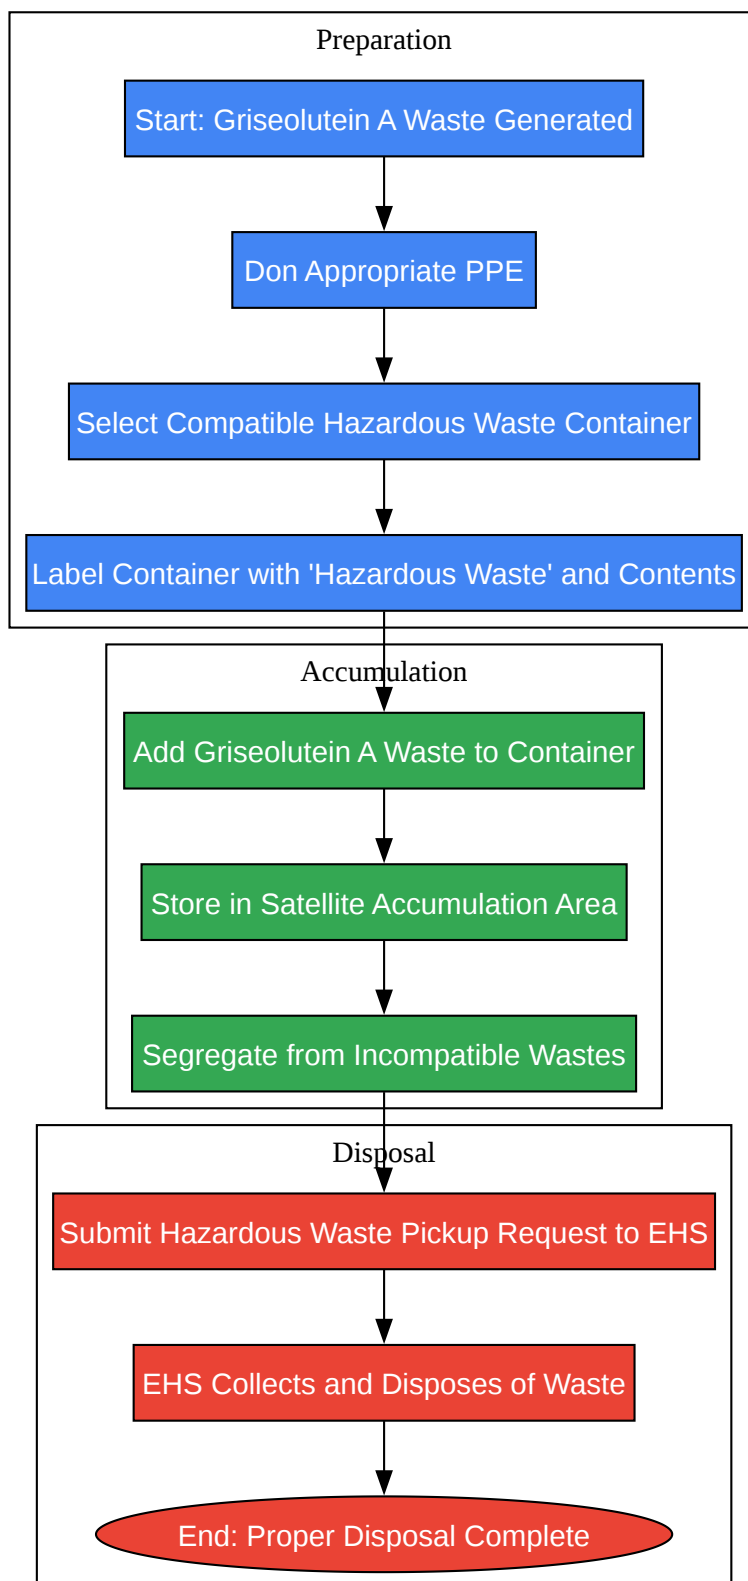 Preparation
Start: Griseolutein A Waste Generated
Don Appropriate PPE
Select Compatible Hazardous Waste Container
Label Container with 'Hazardous Waste' and Contents
Accumulation
Add Griseolutein A Waste to Container
Store in Satellite Accumulation Area
Segregate from Incompatible Wastes
Disposal
Submit Hazardous Waste Pickup Request to EHS
EHS Collects and Disposes of Waste
End: Proper Disposal Complete